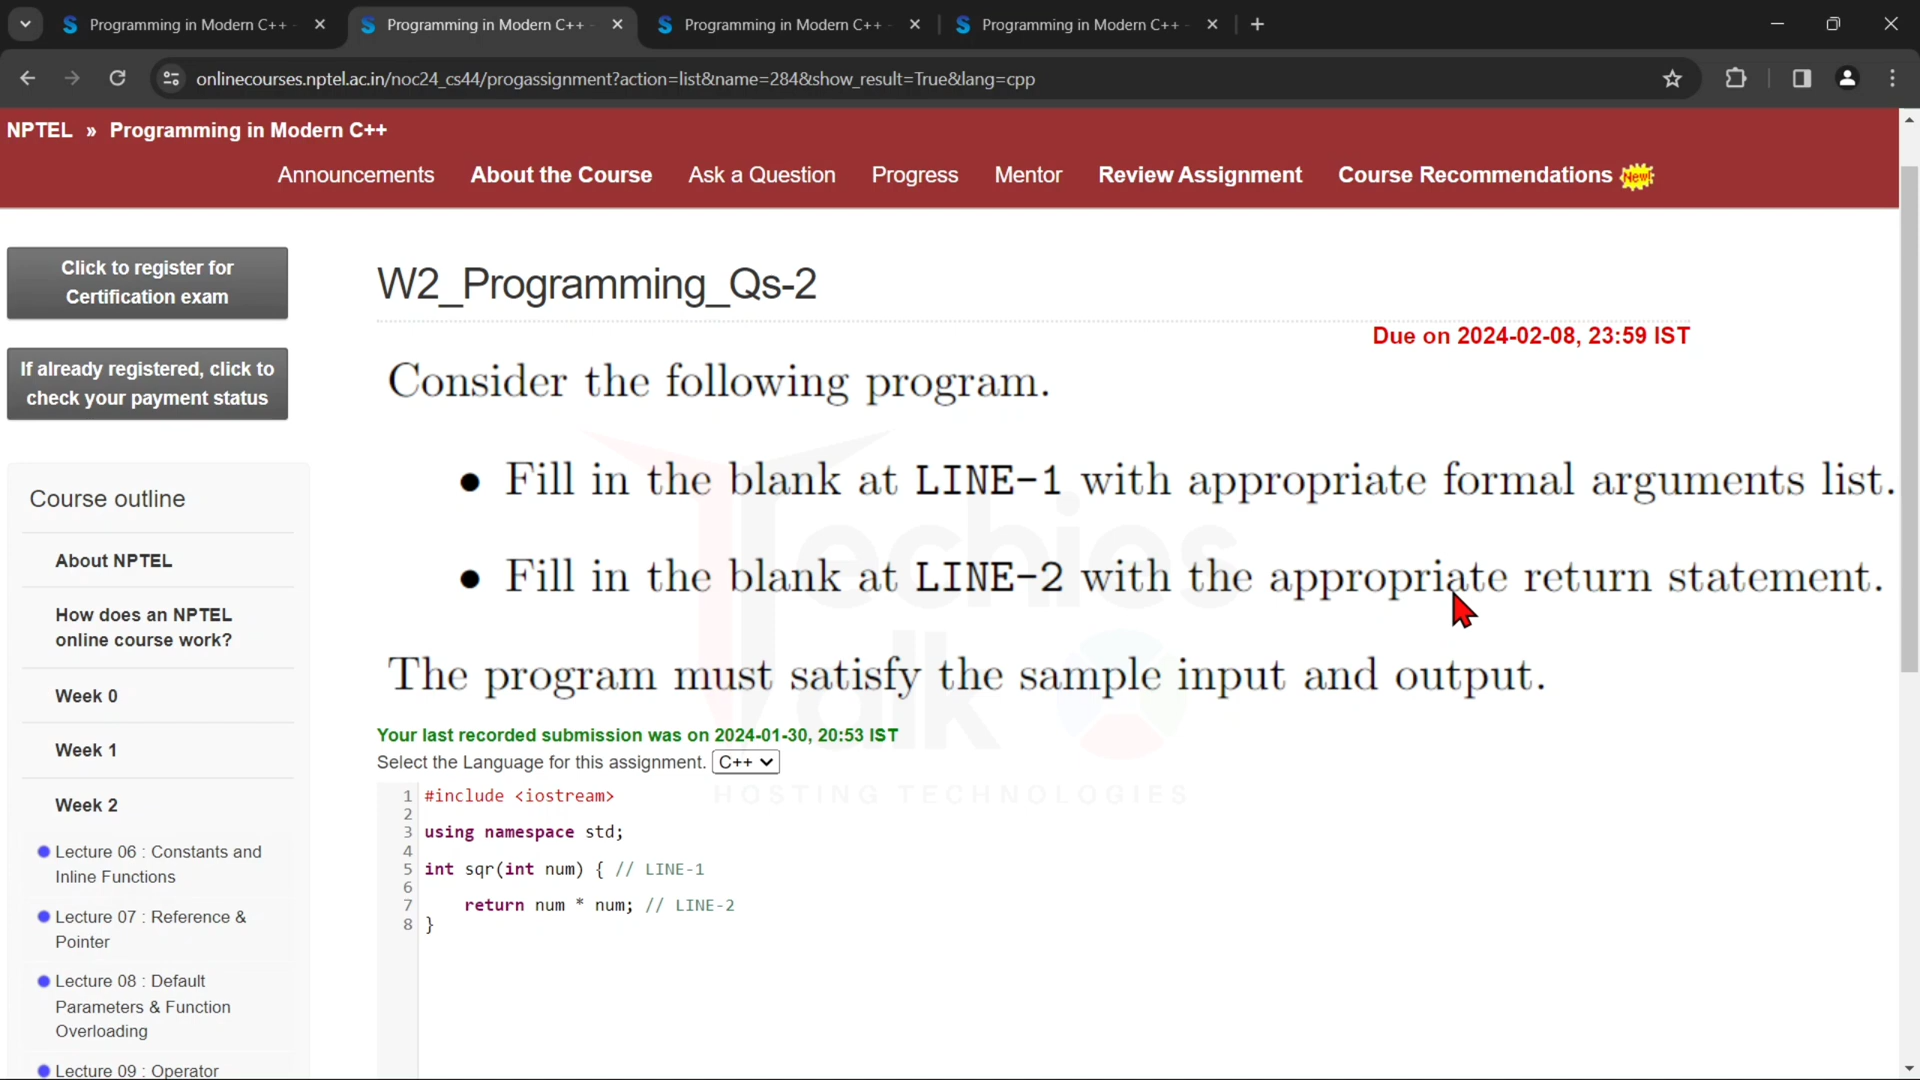 Programming in Modern C++ -
Programming in Modern C++ -
Programming in Modern C++ -
Programming in Modern C++ -
onlinecourses.nptel.ac.in/noc24_cs44/progassignment?action=list&name=284&show_result=True&lang=cpp
NPTEL » Programming in Modern C++
Announcements About the Course Ask a Question Progress Mentor Review Assignment Course Recommendations New!
Click to register for
Certification exam
If already registered, click to
check your payment status
Course outline
About NPTEL
How does an NPTEL
online course work?
Week 0
Week 1
Week 2
Lecture 06 : Constants and
Inline Functions
Lecture 07 : Reference &
Pointer
Lecture 08 : Default
Parameters & Function
Overloading
Lecture 09 : Operator
W2_Programming_Qs-2
Due on 2024-02-08, 23:59 IST
Consider the following program.
• Fill in the blank at LINE-1 with appropriate formal arguments list.
• Fill in the blank at LINE-2 with the appropriate return statement.
The program must satisfy the sample input and output.
Your last recorded submission was on 2024-01-30, 20:53 IST
Select the Language for this assignment. C++
1 #include <iostream>
2
3 using namespace std;
4
5 int sqr(int num) { // LINE-1
6
7 return num * num; // LINE-2
8 }
Techies
Talk
HOSTING TECHNOLOGIES